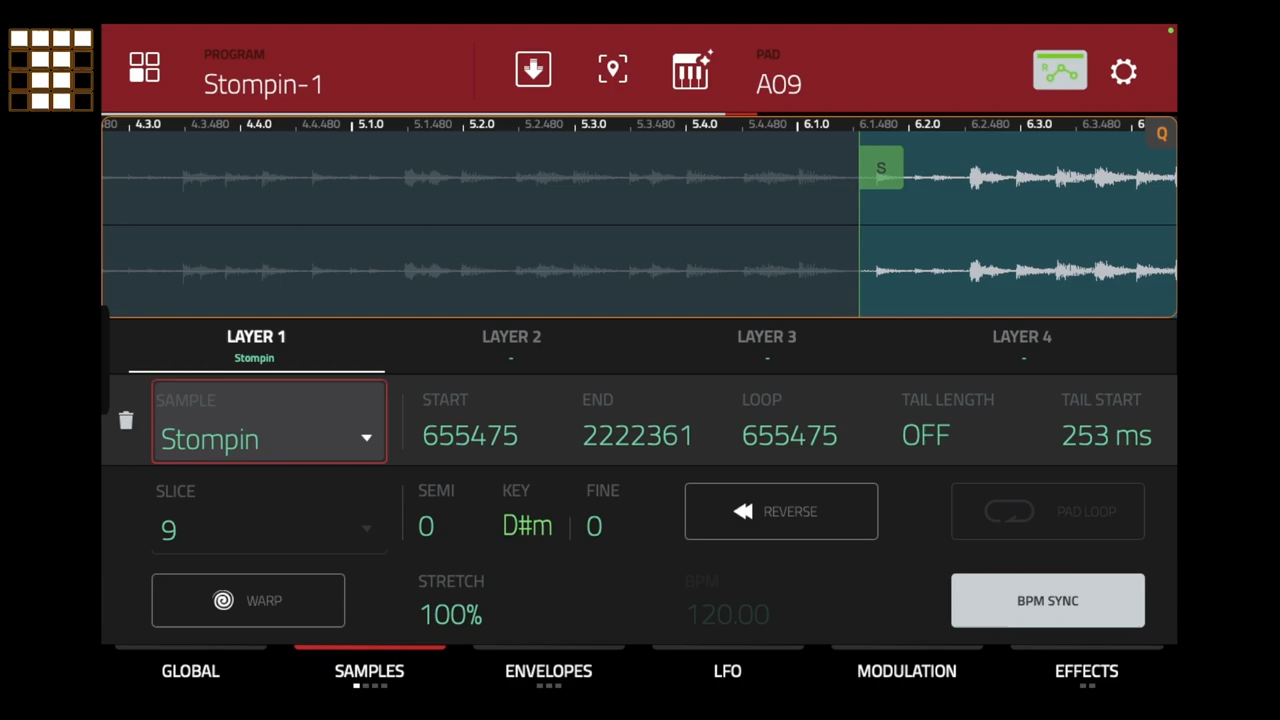 PROGRAM
Stompin-1
PAD
A09
80 4.3.0 4.3.480 4.4.0 4.4.480 5.1.0 5.1.480 5.2.0 5.2.480 5.3.0 5.3.480 5.4.0 5.4.480 6.1.0 6.1.480 6.2.0 6.2.480 6.3.0 6.3.480 6
Q
S
LAYER 1 LAYER 2 LAYER 3 LAYER 4
Stompin - - -
SAMPLE START END LOOP TAIL LENGTH TAIL START
Stompin 655475 2222361 655475 OFF 253 ms
SLICE SEMI KEY FINE
9 0 D#m 0
REVERSE PAD LOOP
STRETCH BPM
WARP 100% 120.00 BPM SYNC
GLOBAL SAMPLES ENVELOPES LFO MODULATION EFFECTS